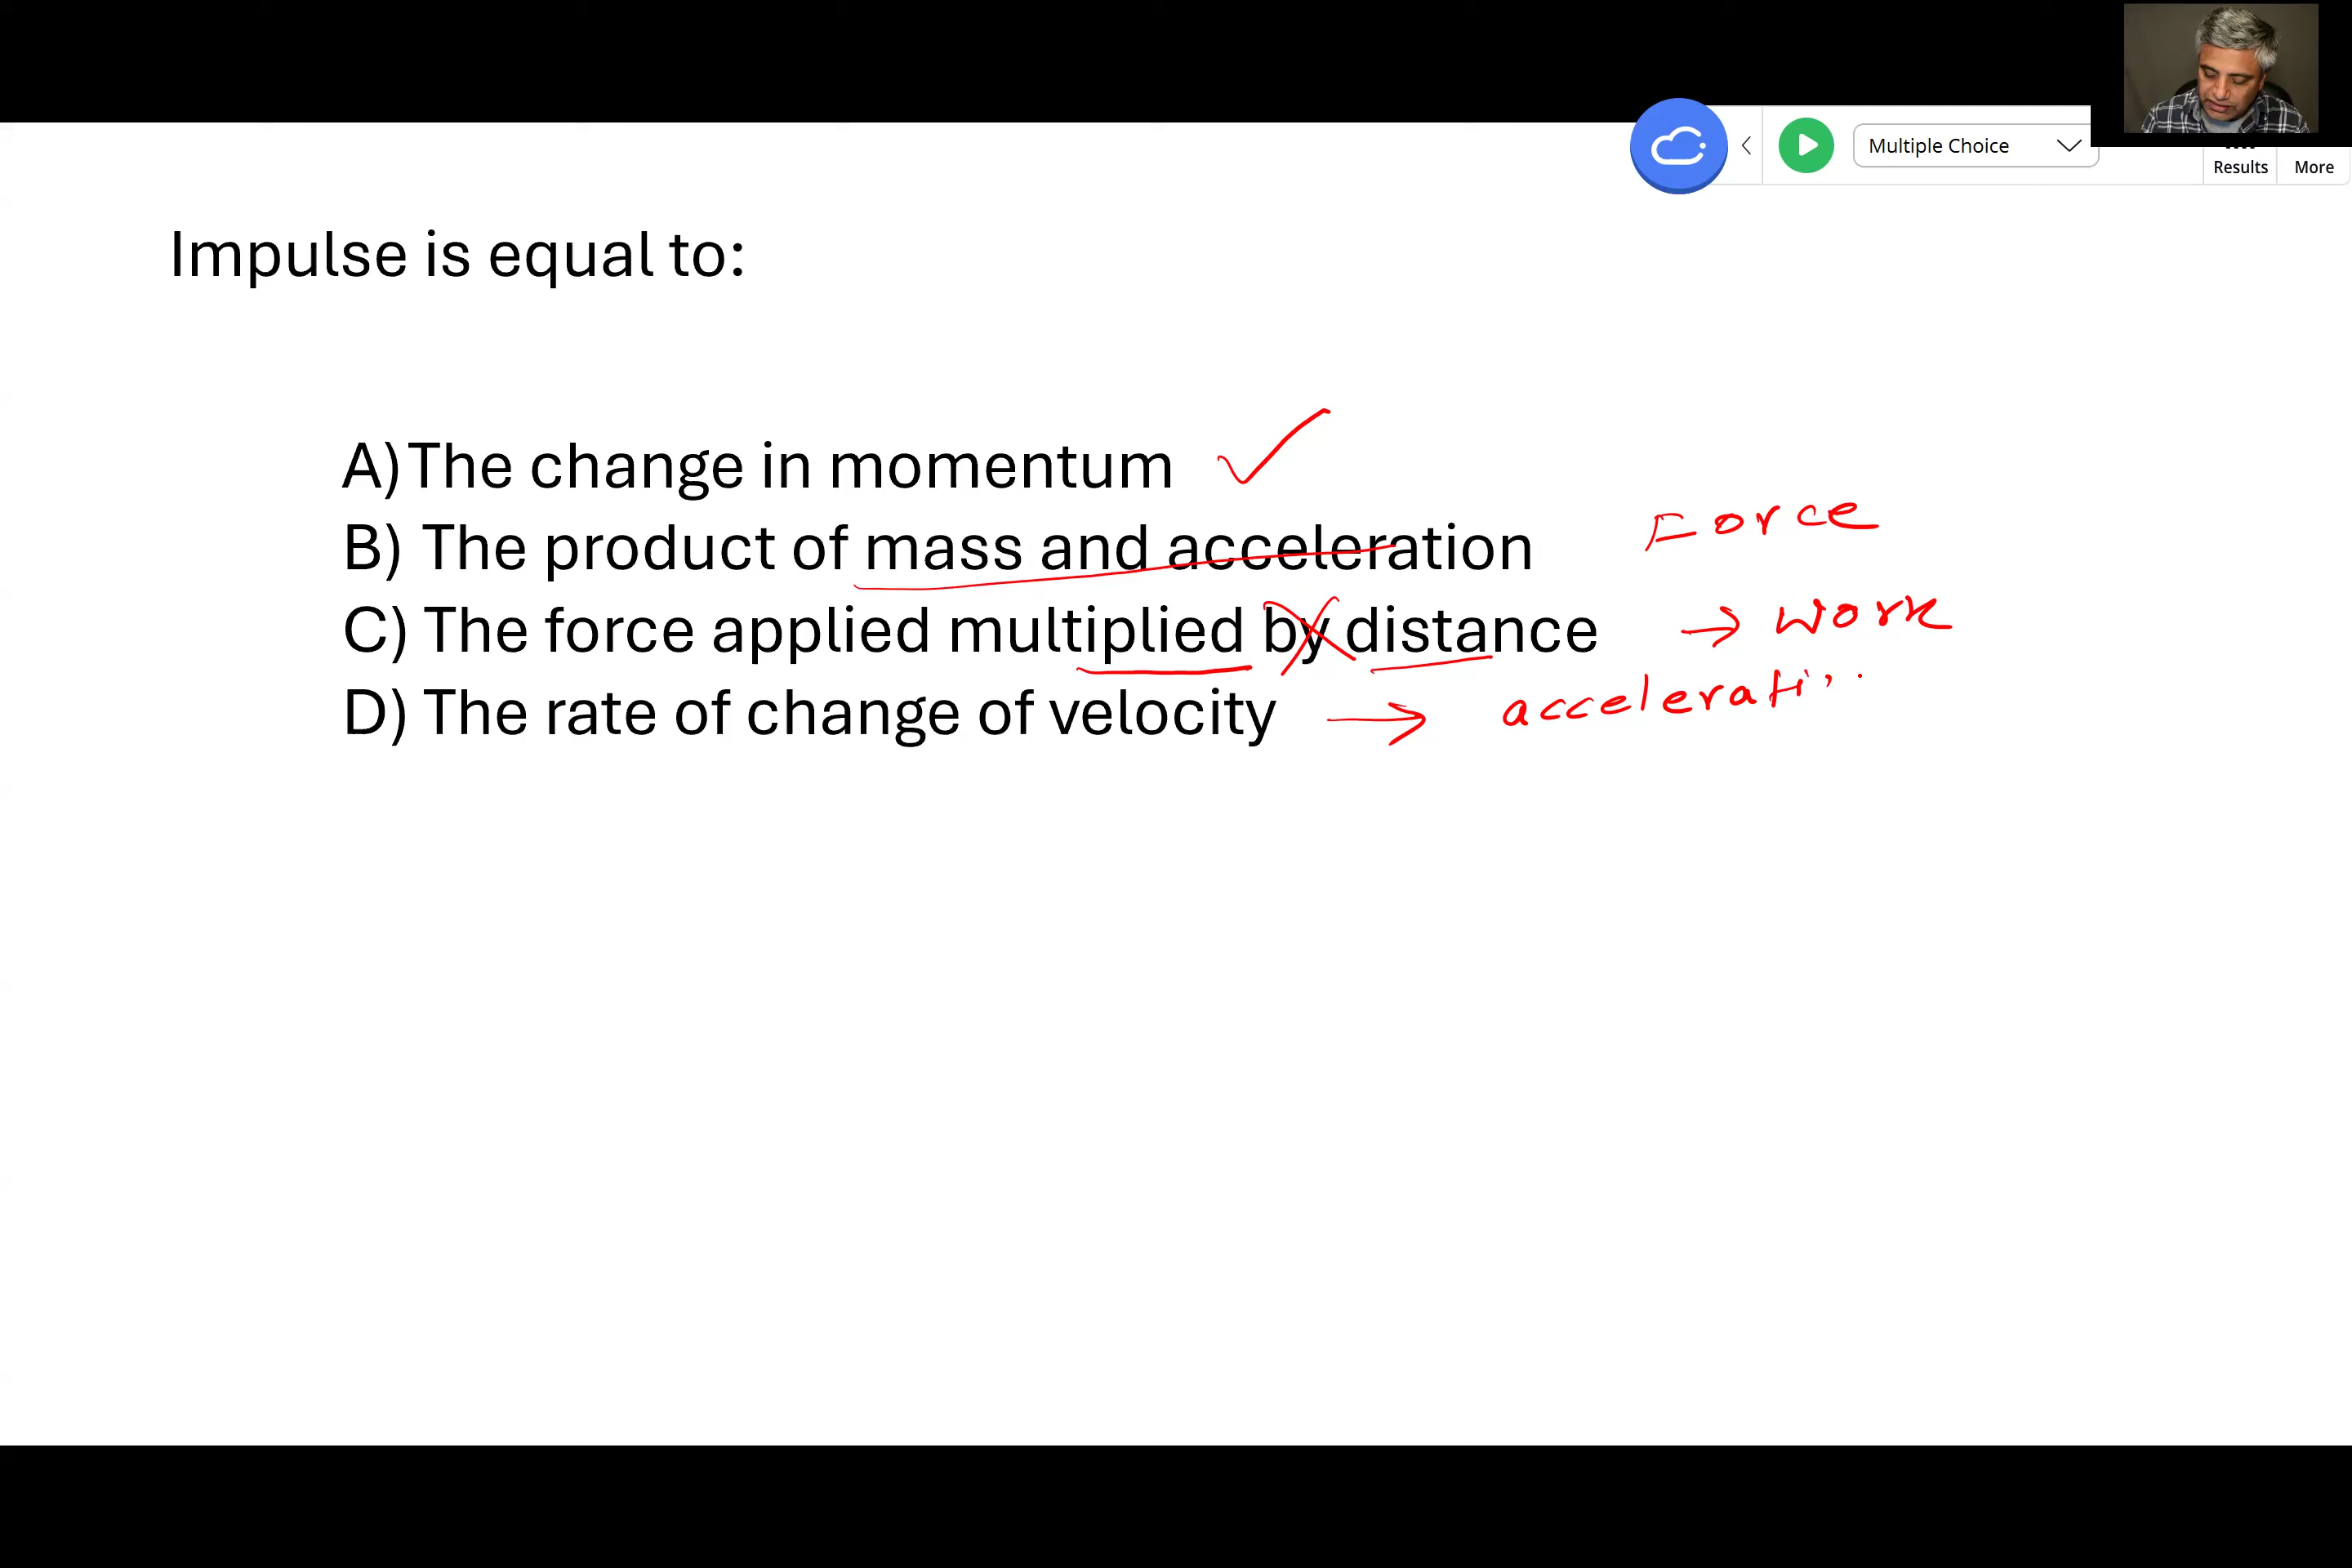 Multiple Choice
Results
More
Impulse is equal to:
A) The change in momentum
B) The product of mass and acceleration
Force
C) The force applied multiplied by distance
→ work
D) The rate of change of velocity →
accelerati